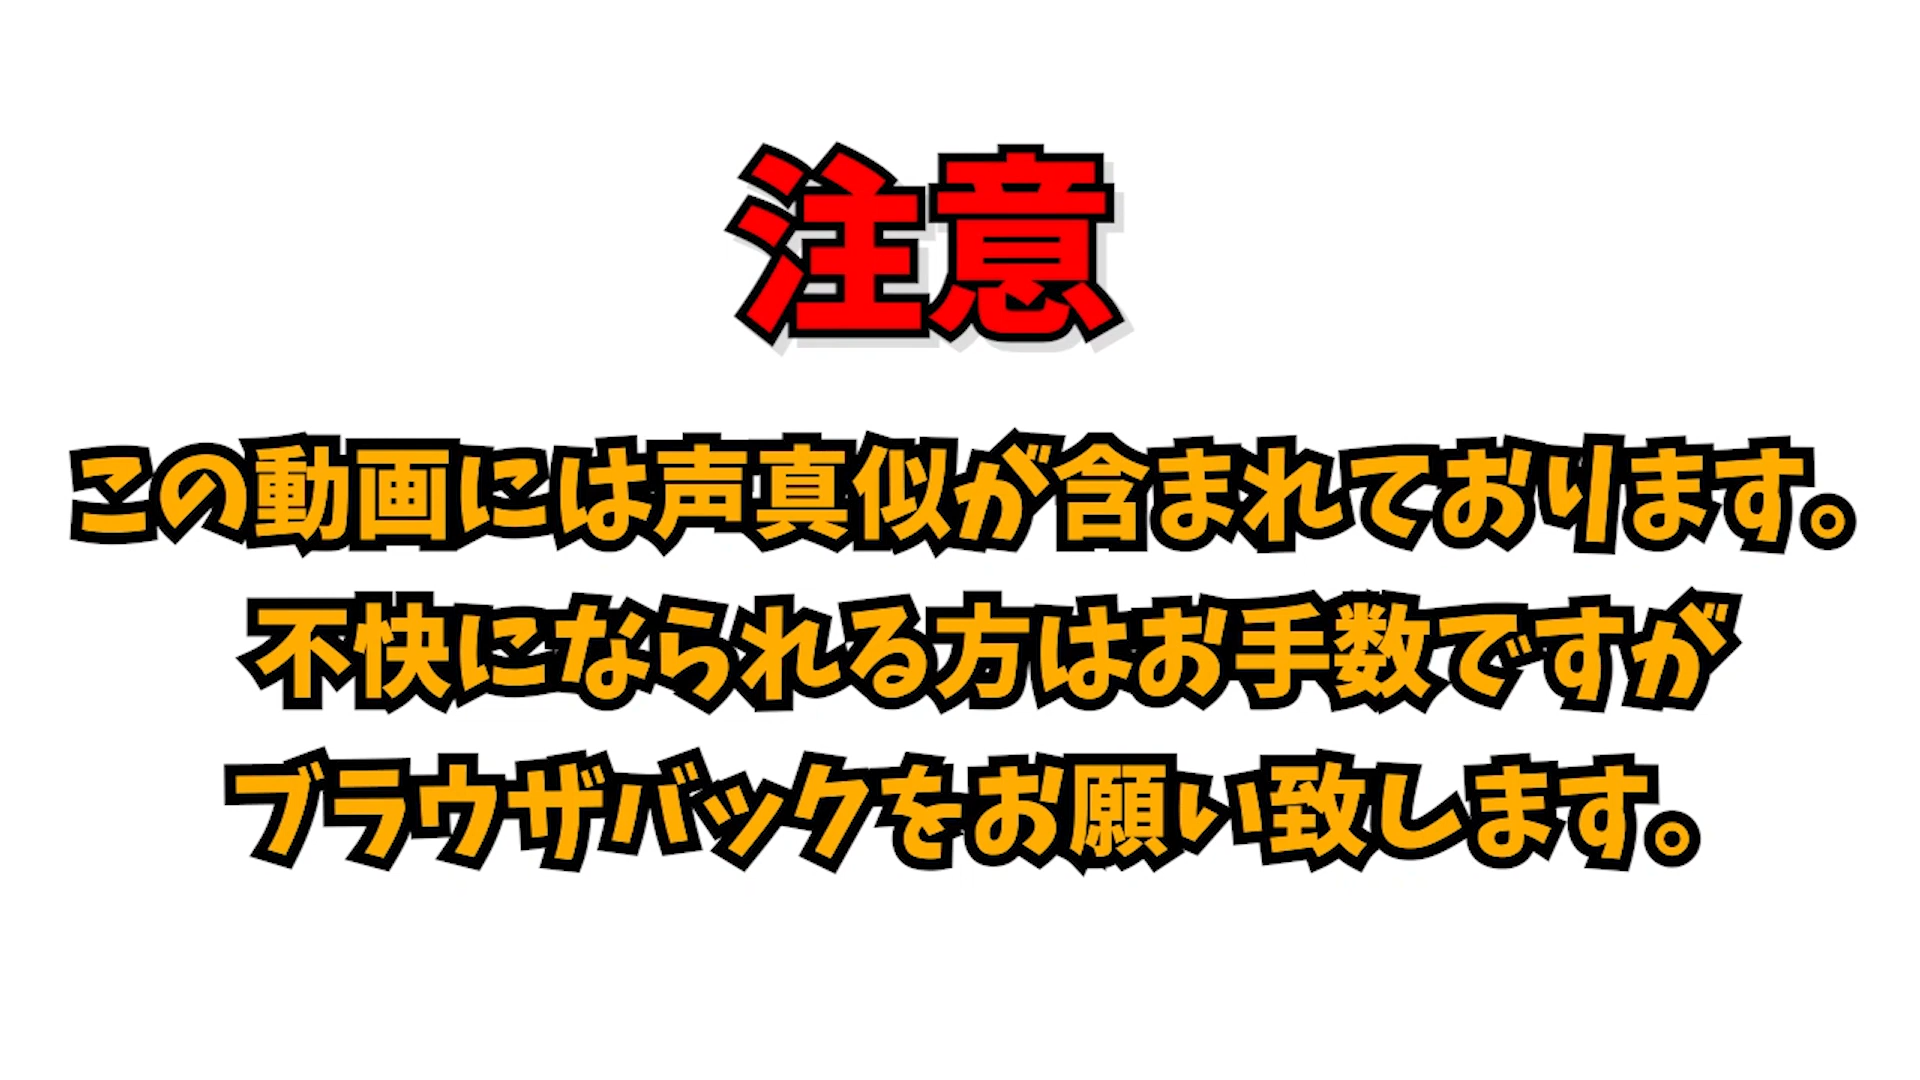 注意
この動画には声真似が含まれております。
不快になられる方はお手数ですが
ブラウザバックをお願い致します。